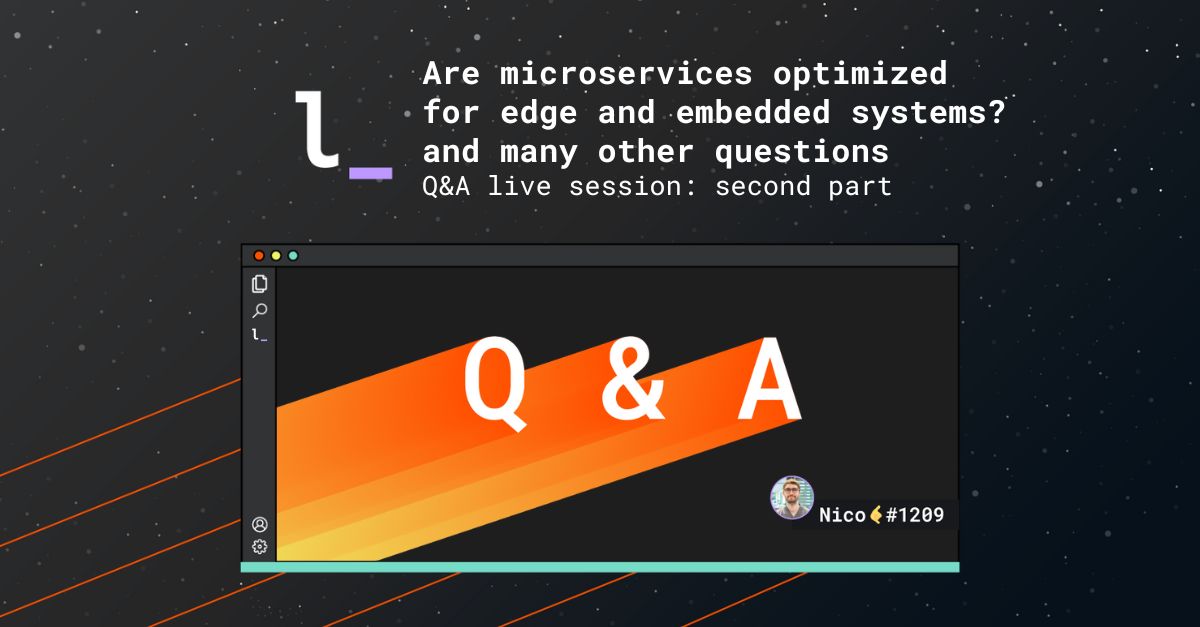 l_
Are microservices optimized
for edge and embedded systems?
and many other questions
Q&A live session: second part
l_
Q & A
Nico#1209